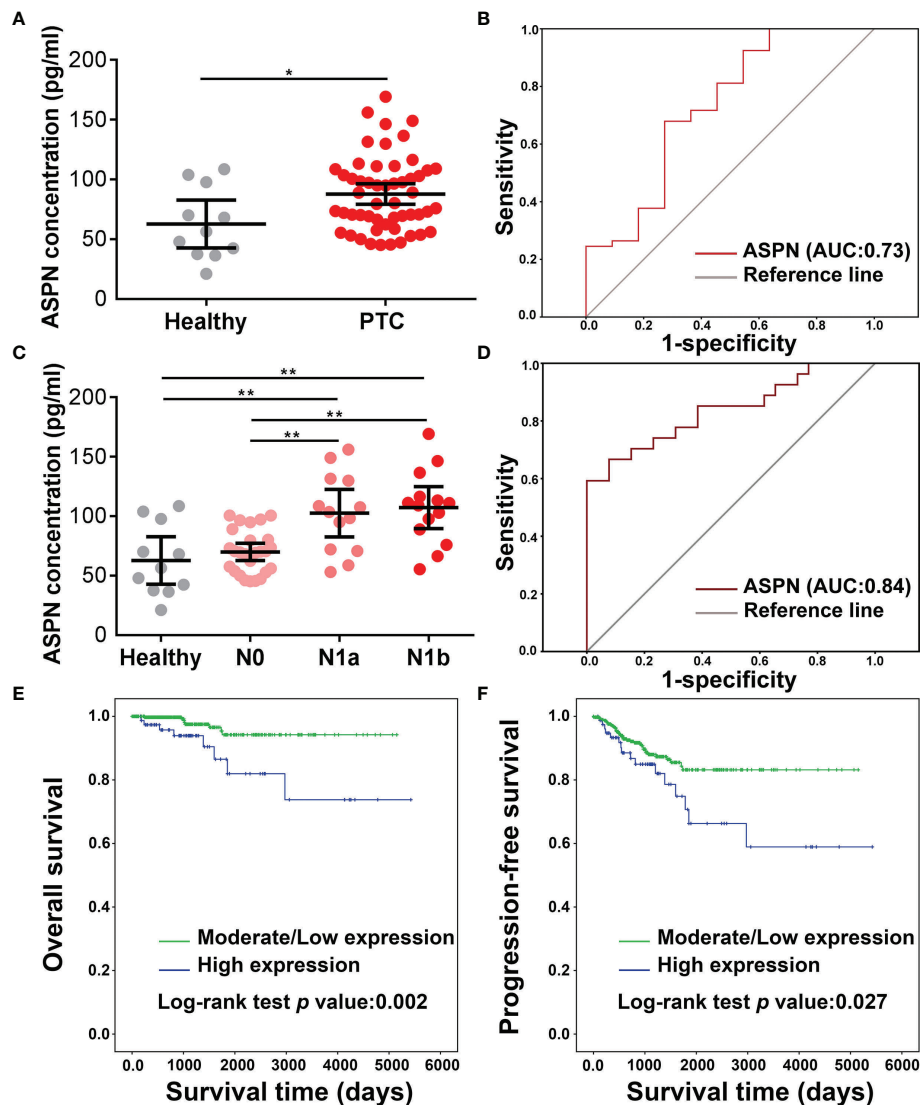 A
ASPN concentration (pg/ml)
200
150
100
50
0
*
Healthy PTC
B
Sensitivity
1.0
0.8
0.6
0.4
0.2
0.0
ASPN (AUC:0.73)
Reference line
0.0 0.2 0.4 0.6 0.8 1.0
1-specificity
C
ASPN concentration (pg/ml)
200
150
100
50
0
**
**
**
**
Healthy N0 N1a N1b
D
Sensitivity
1.0
0.8
0.6
0.4
0.2
0.0
ASPN (AUC:0.84)
Reference line
0.0 0.2 0.4 0.6 0.8 1.0
1-specificity
E
Overall survival
1.0
0.8
0.6
0.4
0.2
0.0
Moderate/Low expression
High expression
Log-rank test p value:0.002
0.0 1000 2000 3000 4000 5000 6000
Survival time (days)
F
Progression-free survival
1.0
0.8
0.6
0.4
0.2
0.0
Moderate/Low expression
High expression
Log-rank test p value:0.027
0.0 1000 2000 3000 4000 5000 6000
Survival time (days)